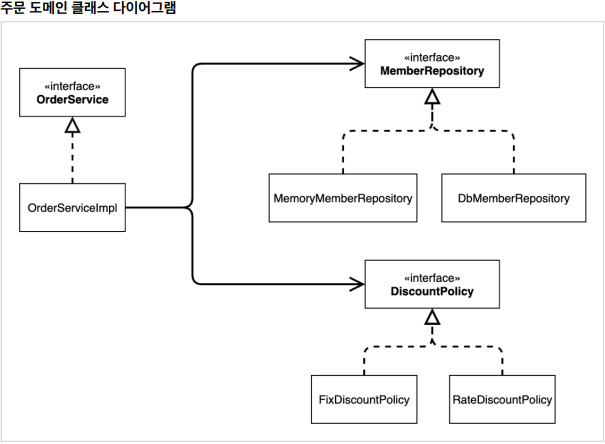 주문 도메인 클래스 다이어그램
«interface»
OrderService
OrderServiceImpl
«interface»
MemberRepository
MemoryMemberRepository
DbMemberRepository
«interface»
DiscountPolicy
FixDiscountPolicy
RateDiscountPolicy